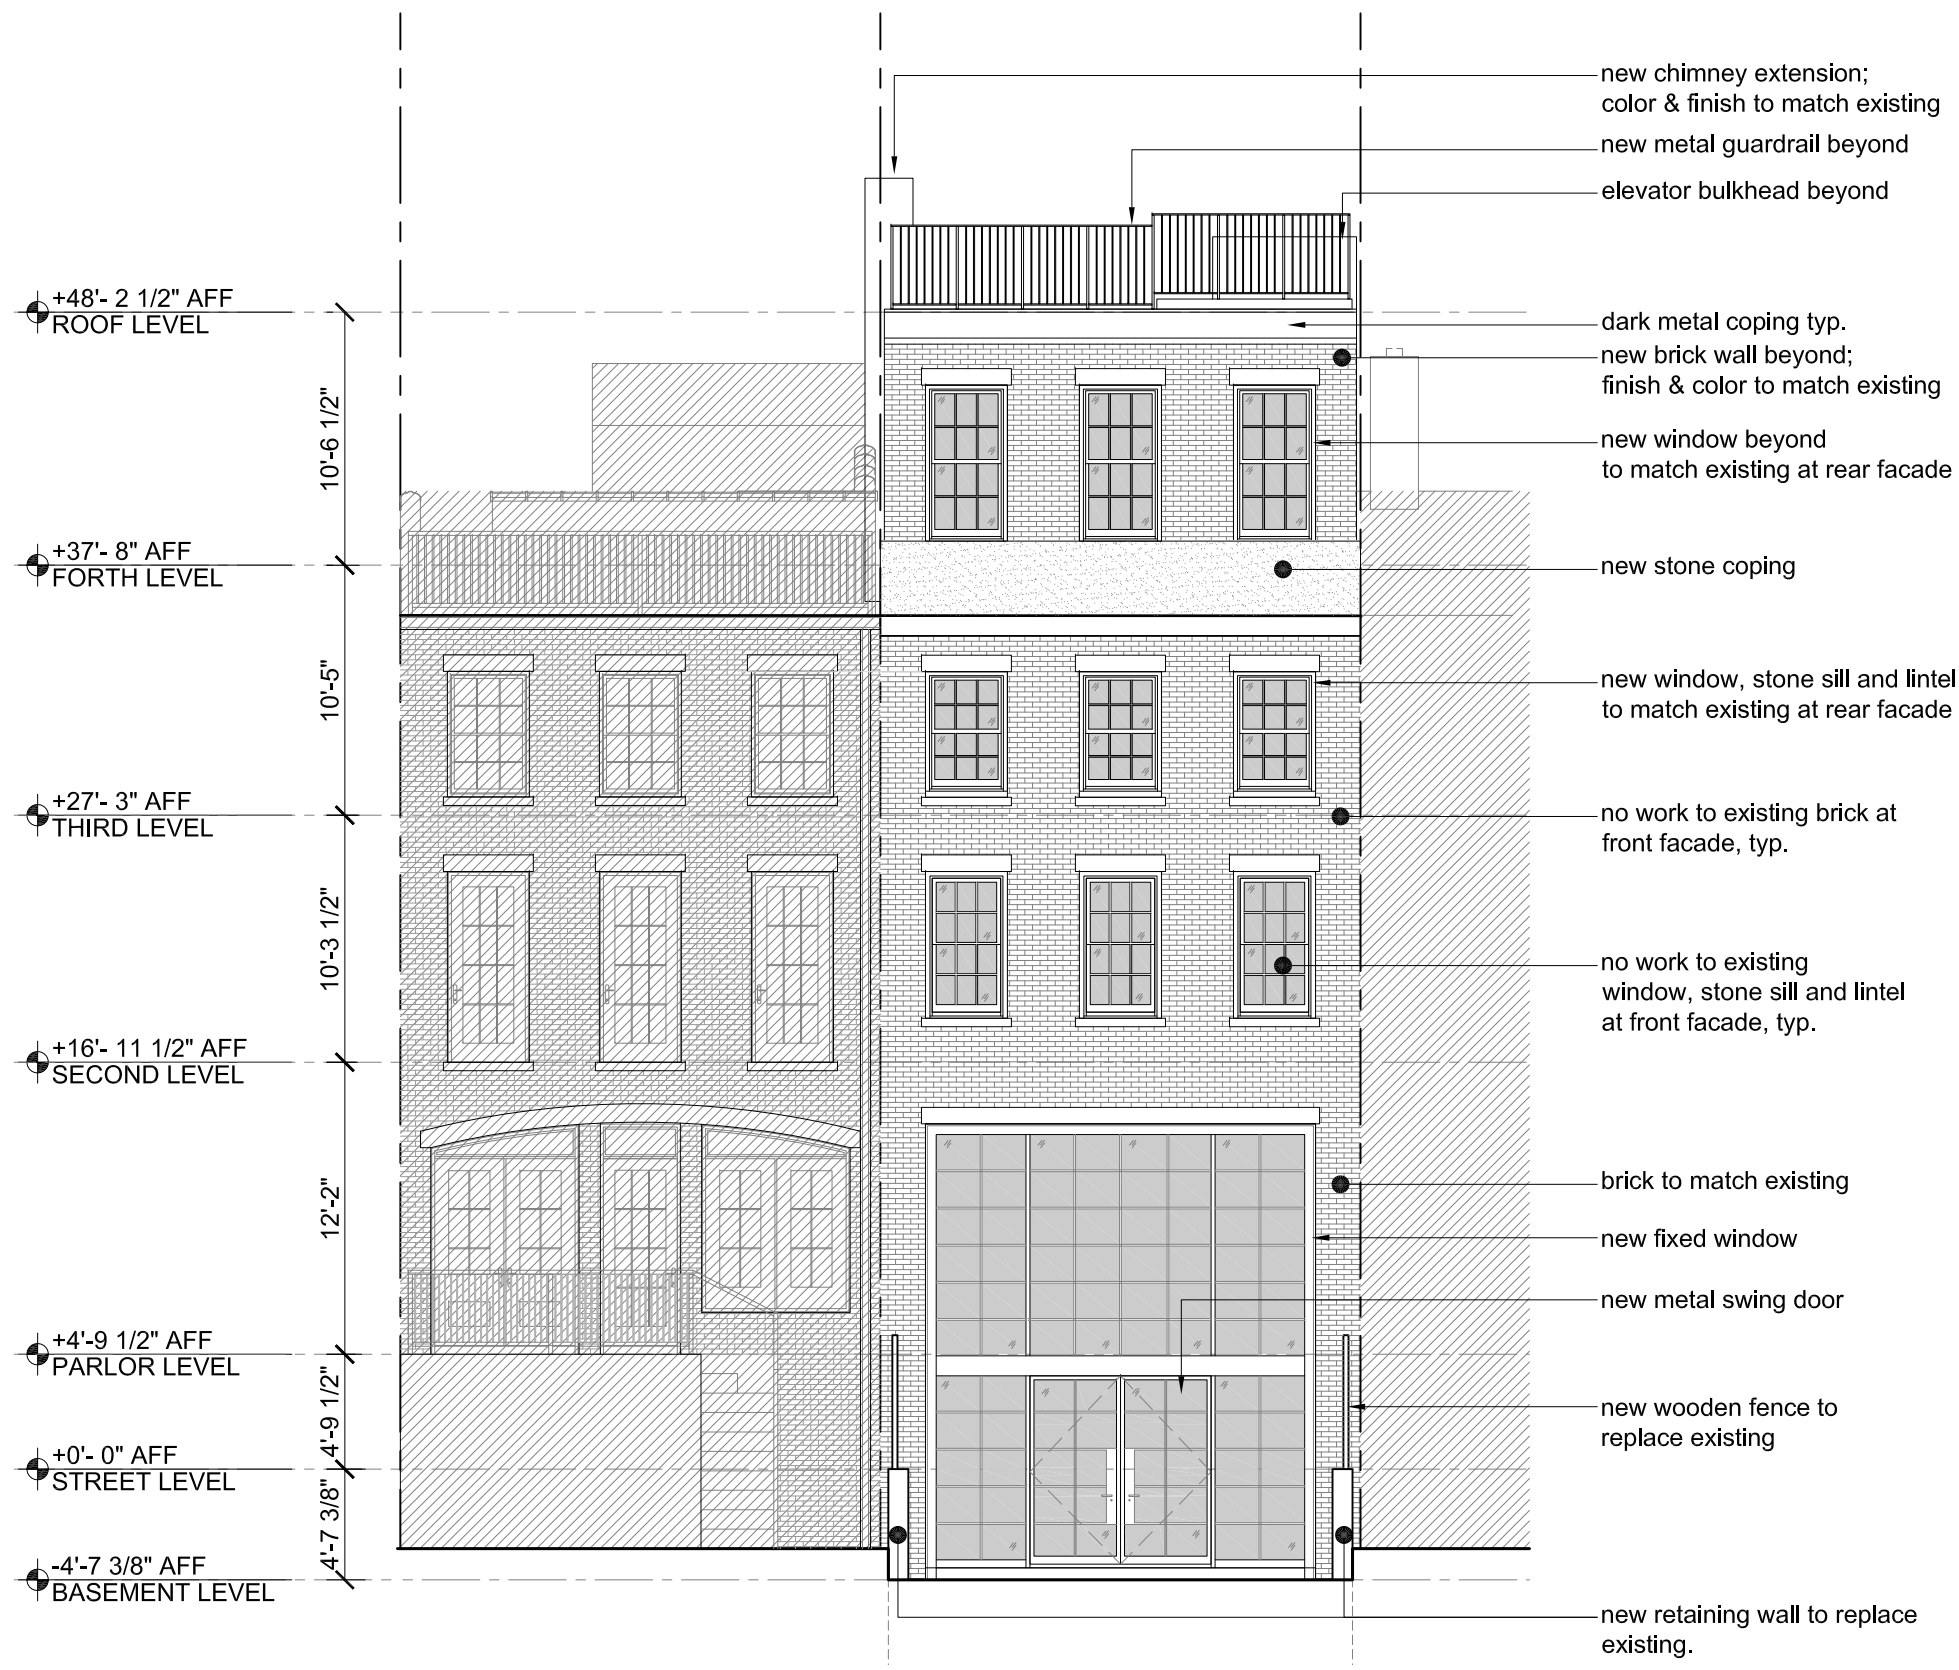 new chimney extension;
color & finish to match existing
new metal guardrail beyond
elevator bulkhead beyond
+48'- 2 1/2" AFF
ROOF LEVEL
dark metal coping typ.
new brick wall beyond;
finish & color to match existing
10'-6 1/2"
new window beyond
to match existing at rear facade
+37'- 8" AFF
FORTH LEVEL
new stone coping
10'-5"
new window, stone sill and lintel
to match existing at rear facade
+27'- 3" AFF
THIRD LEVEL
no work to existing brick at
front facade, typ.
10'-3 1/2"
no work to existing
window, stone sill and lintel
at front facade, typ.
+16'- 11 1/2" AFF
SECOND LEVEL
12'-2"
brick to match existing
new fixed window
new metal swing door
+4'-9 1/2" AFF
PARLOR LEVEL
4'-9 1/2"
new wooden fence to
replace existing
+0'- 0" AFF
STREET LEVEL
4'-7 3/8"
-4'-7 3/8" AFF
BASEMENT LEVEL
new retaining wall to replace
existing.